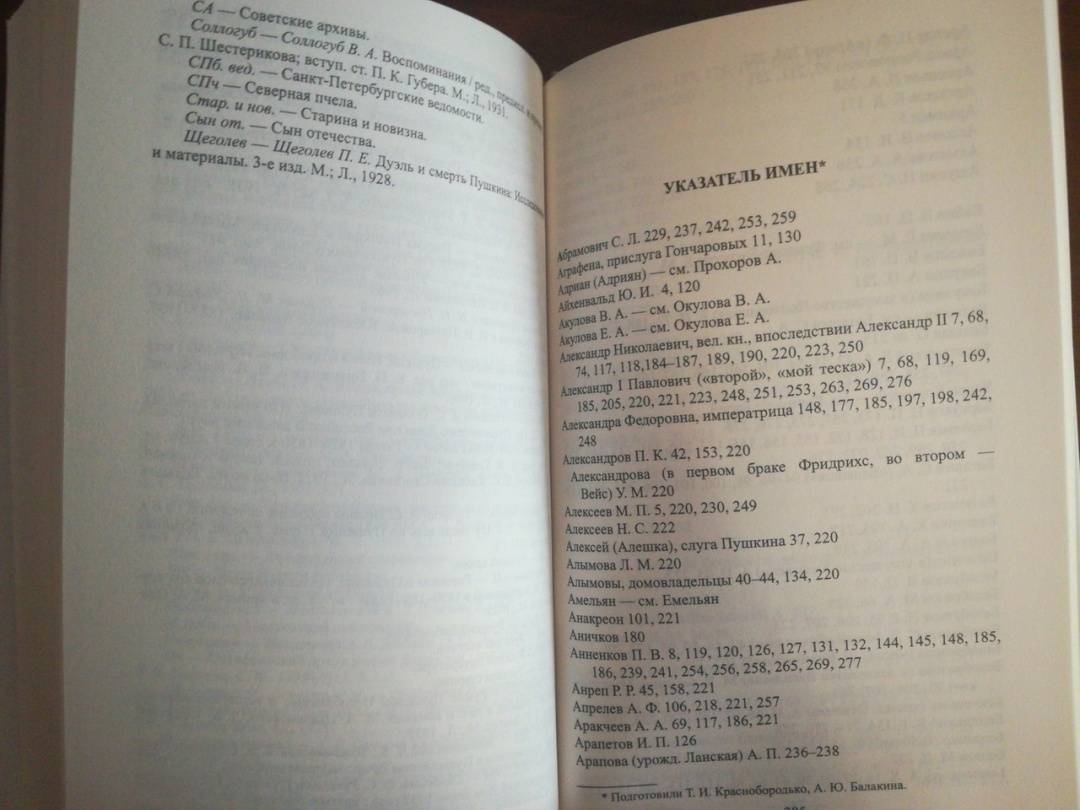 СА — Советские архивы.
Соллогуб — Соллогуб В. А. Воспоминания / ред., предисл. и
С. П. Шестерикова; вступ. ст. П. К. Губера. М.; Л., 1931.
СПб. вед. — Санкт-Петербургские ведомости.
СПч — Северная пчела.
Стар. и нов. — Старина и новизна.
Сын от. — Сын отечества.
Щеголев — Щеголев П. Е. Дуэль и смерть Пушкина: Исследование
и материалы. 3-е изд. М.; Л., 1928.
УКАЗАТЕЛЬ ИМЕН*
Абрамович С. Л. 229, 237, 242, 253, 259
Аграфена, прислуга Гончаровых 11, 130
Адриан (Адриян) — см. Прохоров А.
Айхенвальд Ю. И. 4, 120
Акулова В. А. — см. Окулова В. А.
Акулова Е. А. — см. Окулова Е. А.
Александр Николаевич, вел. кн., впоследствии Александр II 7, 68,
74, 117, 118,184–187, 189, 190, 220, 223, 250
Александр I Павлович («второй», «мой теска») 7, 68, 119, 169,
185, 205, 220, 221, 223, 248, 251, 253, 263, 269, 276
Александра Федоровна, императрица 148, 177, 185, 197, 198, 242,
248
Александров П. К. 42, 153, 220
Александрова (в первом браке Фридрихс, во втором —
Вейс) У. М. 220
Алексеев М. П. 5, 220, 230, 249
Алексеев Н. С. 222
Алексей (Алешка), слуга Пушкина 37, 220
Алымова Л. М. 220
Алымовы, домовладельцы 40–44, 134, 220
Амельян — см. Емельян
Анакреон 101, 221
Аничков 180
Анненков П. В. 8, 119, 120, 126, 127, 131, 132, 144, 145, 148, 185,
186, 239, 241, 254, 256, 258, 265, 269, 277
Анреп Р. Р. 45, 158, 221
Апрелев А. Ф. 106, 218, 221, 257
Аракчеев А. А. 69, 117, 186, 221
Арапетов И. П. 126
Арапова (урожд. Ланская) А. П. 236–238
* Подготовили Т. И. Краснобородько, А. Ю. Балакина.